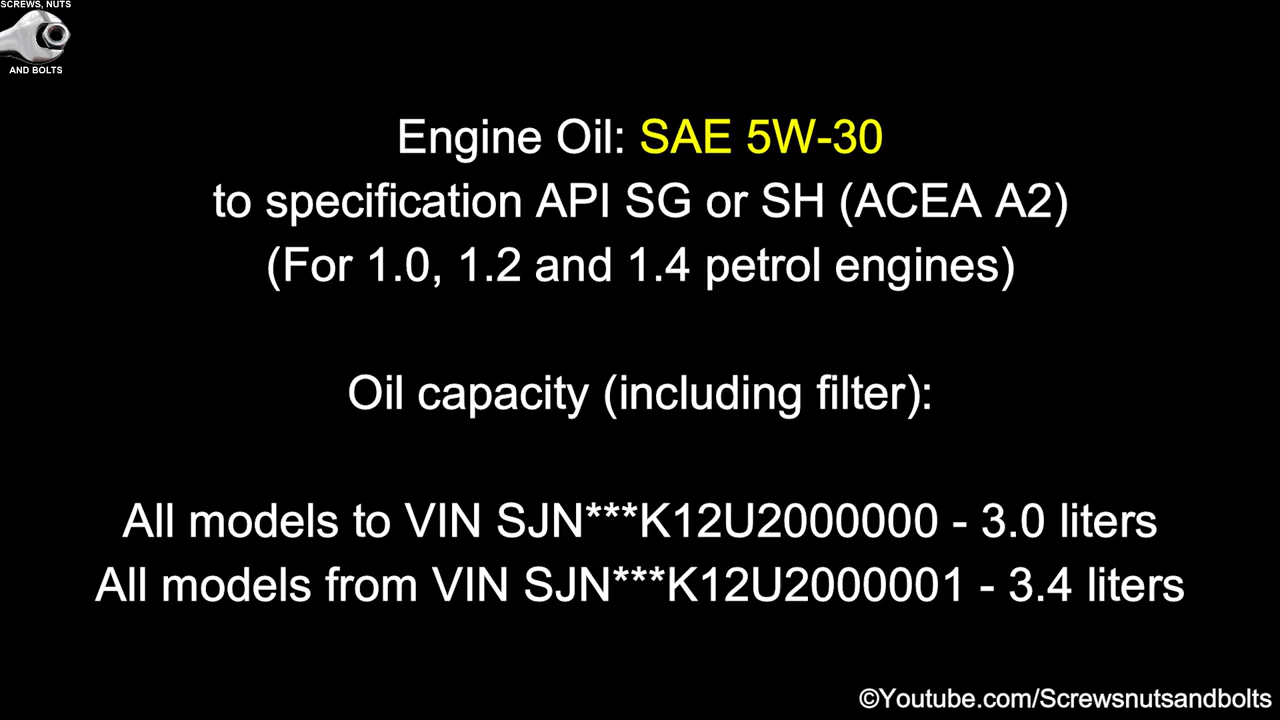 SCREWS, NUTS
AND BOLTS
Engine Oil: SAE 5W-30
to specification API SG or SH (ACEA A2)
(For 1.0, 1.2 and 1.4 petrol engines)
Oil capacity (including filter):
All models to VIN SJN***K12U2000000 - 3.0 liters
All models from VIN SJN***K12U2000001 - 3.4 liters
©Youtube.com/Screwsnutsandbolts